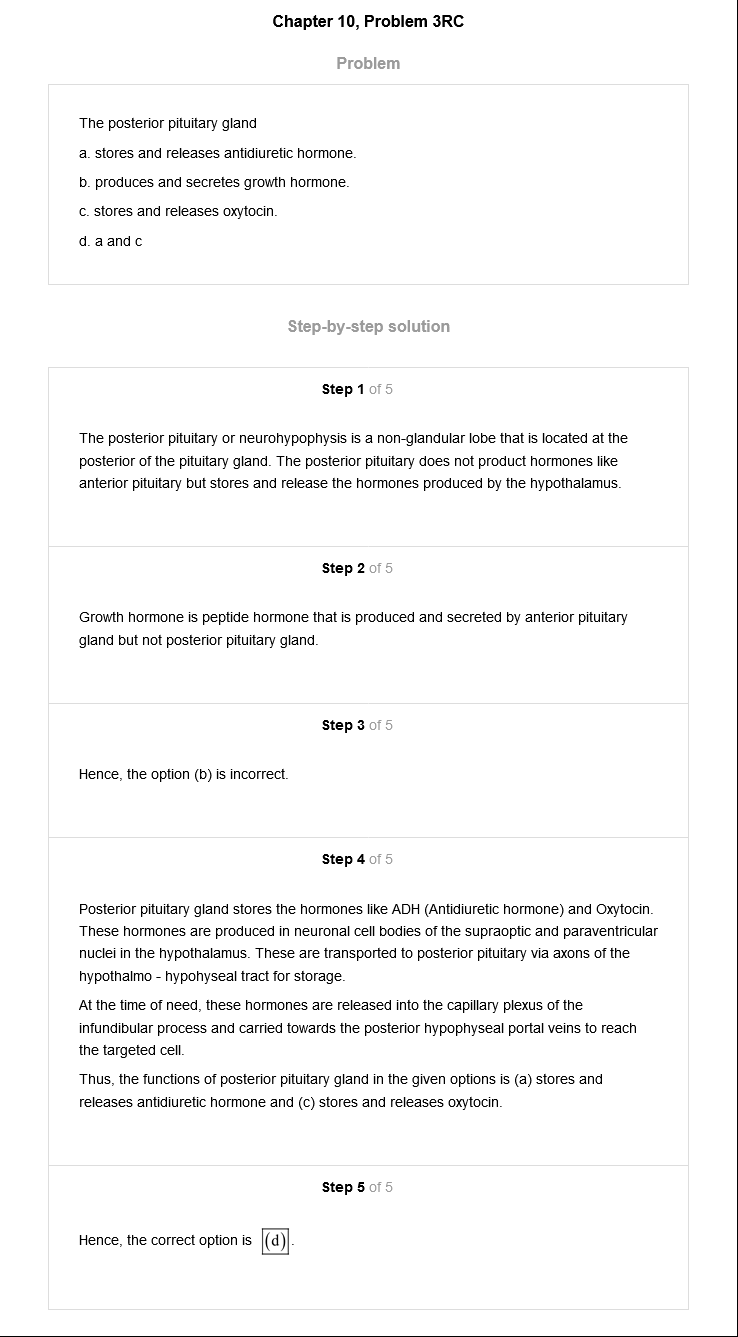 Chapter 10, Problem 3RC
Problem
The posterior pituitary gland
a. stores and releases antidiuretic hormone.
b. produces and secretes growth hormone.
c. stores and releases oxytocin.
d. a and c
Step-by-step solution
Step 1 of 5
The posterior pituitary or neurohypophysis is a non-glandular lobe that is located at the
posterior of the pituitary gland. The posterior pituitary does not product hormones like
anterior pituitary but stores and release the hormones produced by the hypothalamus.
Step 2 of 5
Growth hormone is peptide hormone that is produced and secreted by anterior pituitary
gland but not posterior pituitary gland.
Step 3 of 5
Hence, the option (b) is incorrect.
Step 4 of 5
Posterior pituitary gland stores the hormones like ADH (Antidiuretic hormone) and Oxytocin.
These hormones are produced in neuronal cell bodies of the supraoptic and paraventricular
nuclei in the hypothalamus. These are transported to posterior pituitary via axons of the
hypothalmo - hypohyseal tract for storage.
At the time of need, these hormones are released into the capillary plexus of the
infundibular process and carried towards the posterior hypophyseal portal veins to reach
the targeted cell.
Thus, the functions of posterior pituitary gland in the given options is (a) stores and
releases antidiuretic hormone and (c) stores and releases oxytocin.
Step 5 of 5
Hence, the correct option is (d).